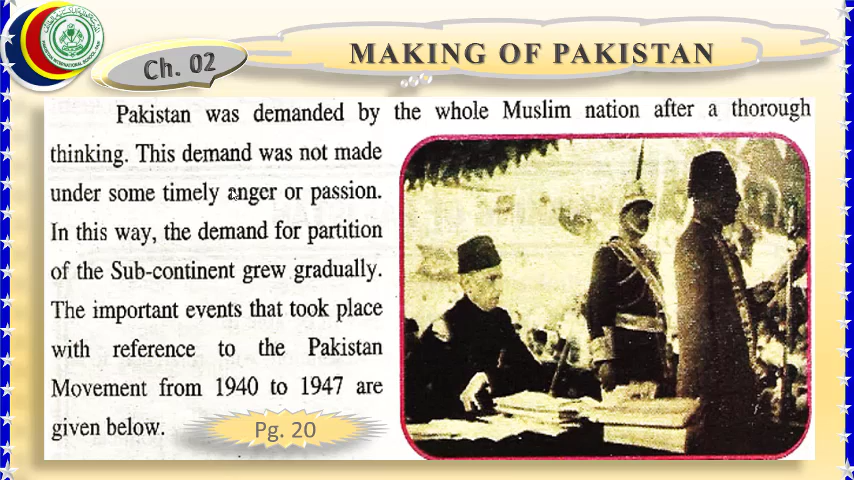 Ch. 02
MAKING OF PAKISTAN
Pakistan was demanded by the whole Muslim nation after a thorough
thinking. This demand was not made
under some timely anger or passion.
In this way, the demand for partition
of the Sub-continent grew gradually.
The important events that took place
with reference to the Pakistan
Movement from 1940 to 1947 are
given below.
Pg. 20